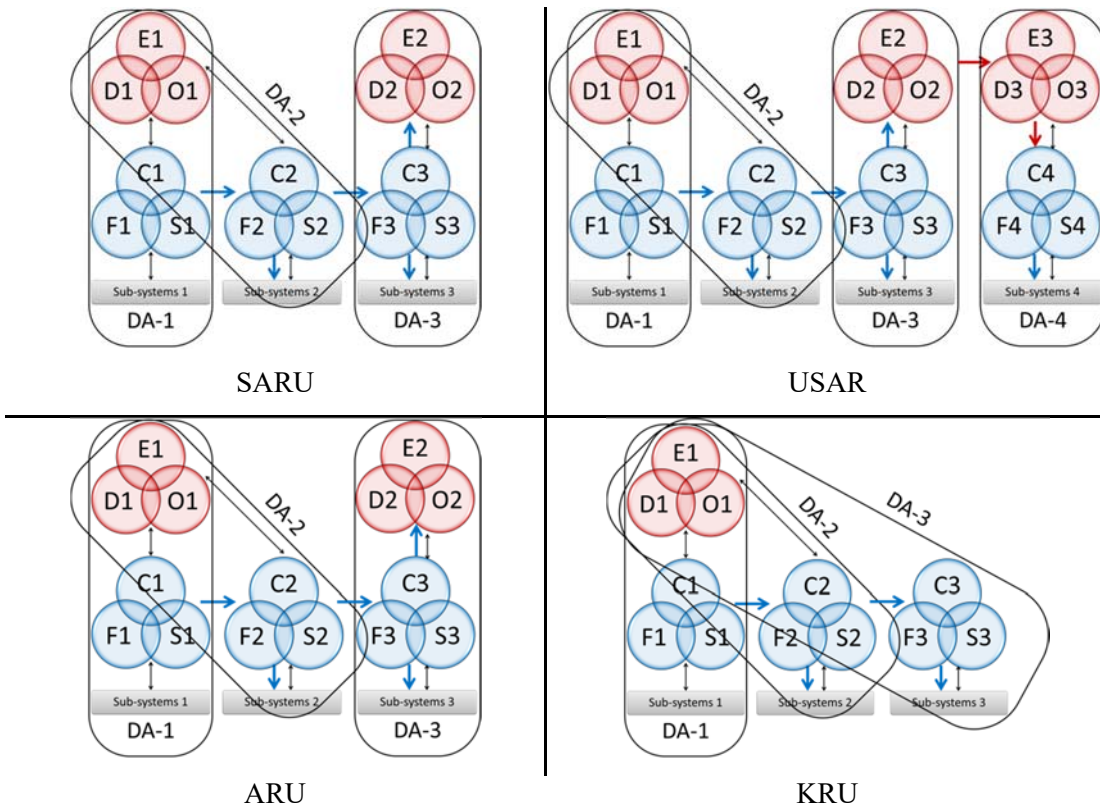 E1 E2
D1 O1 DA-2 D2 O2
C1 C2 C3
F1 S1 F2 S2 F3 S3
Sub-systems 1 Sub-systems 2 Sub-systems 3
DA-1 DA-3
SARU
E1 E2 E3
D1 O1 DA-2 D2 O2 D3 O3
C1 C2 C3 C4
F1 S1 F2 S2 F3 S3 F4 S4
Sub-systems 1 Sub-systems 2 Sub-systems 3 Sub-systems 4
DA-1 DA-3 DA-4
USAR
E1 E2
D1 O1 DA-2 D2 O2
C1 C2 C3
F1 S1 F2 S2 F3 S3
Sub-systems 1 Sub-systems 2 Sub-systems 3
DA-1 DA-3
ARU
E1
D1 O1 DA-2 DA-3
C1 C2 C3
F1 S1 F2 S2 F3 S3
Sub-systems 1 Sub-systems 2 Sub-systems 3
DA-1
KRU